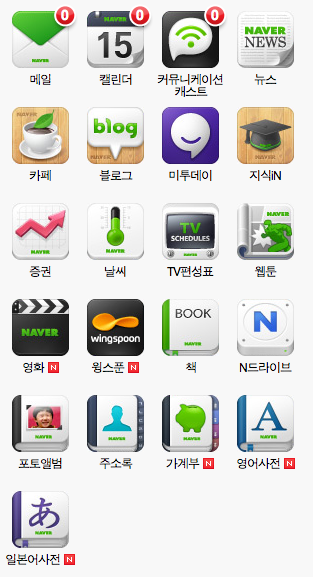 0 0 0
NAVER NAVER NAVER
15 NEWS
메일 캘린더 커뮤니케이션 뉴스
캐스트
NAVER blog NAVER
카페 블로그 미투데이 지식iN
TV NAVER
SCHEDULES
NAVER NAVER NAVER
증권 날씨 TV편성표 웹툰
NAVER wingspoon BOOK N
NAVER
영화 N 윙스푼 N 책 N드라이브
A
NAVER NAVER NAVER NAVER
포토앨범 주소록 가계부 N 영어사전 N
あ
NAVER
일본어사전 N